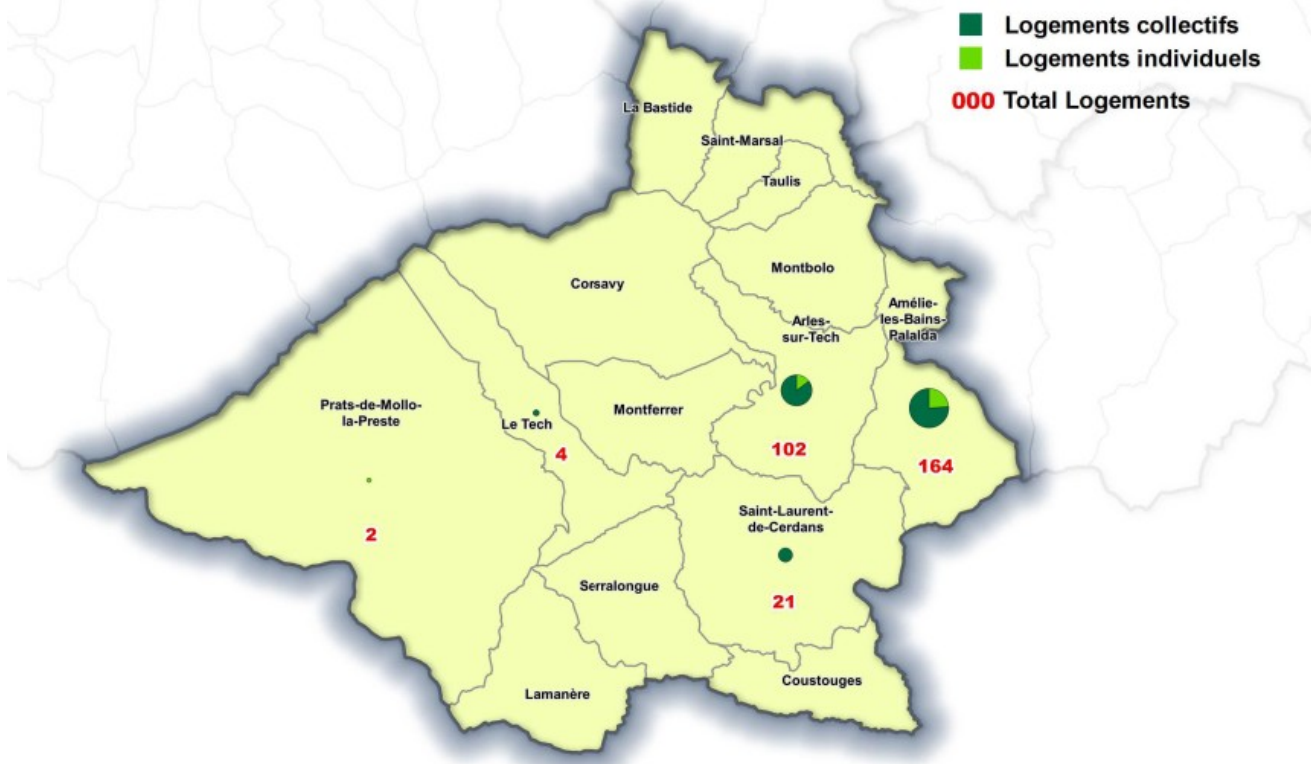 Logements collectifs
Logements individuels
000 Total Logements
La Bastide
Saint-Marsal
Taulis
Corsavy
Montbolo
Amélie-
les-Bains-
Palalda
Arles-
sur-Tech
Prats-de-Mollo-
la-Preste
Le Tech
Montferrer
4
102
164
2
Saint-Laurent-
de-Cerdans
Serralongue
21
Lamanère
Coustouges